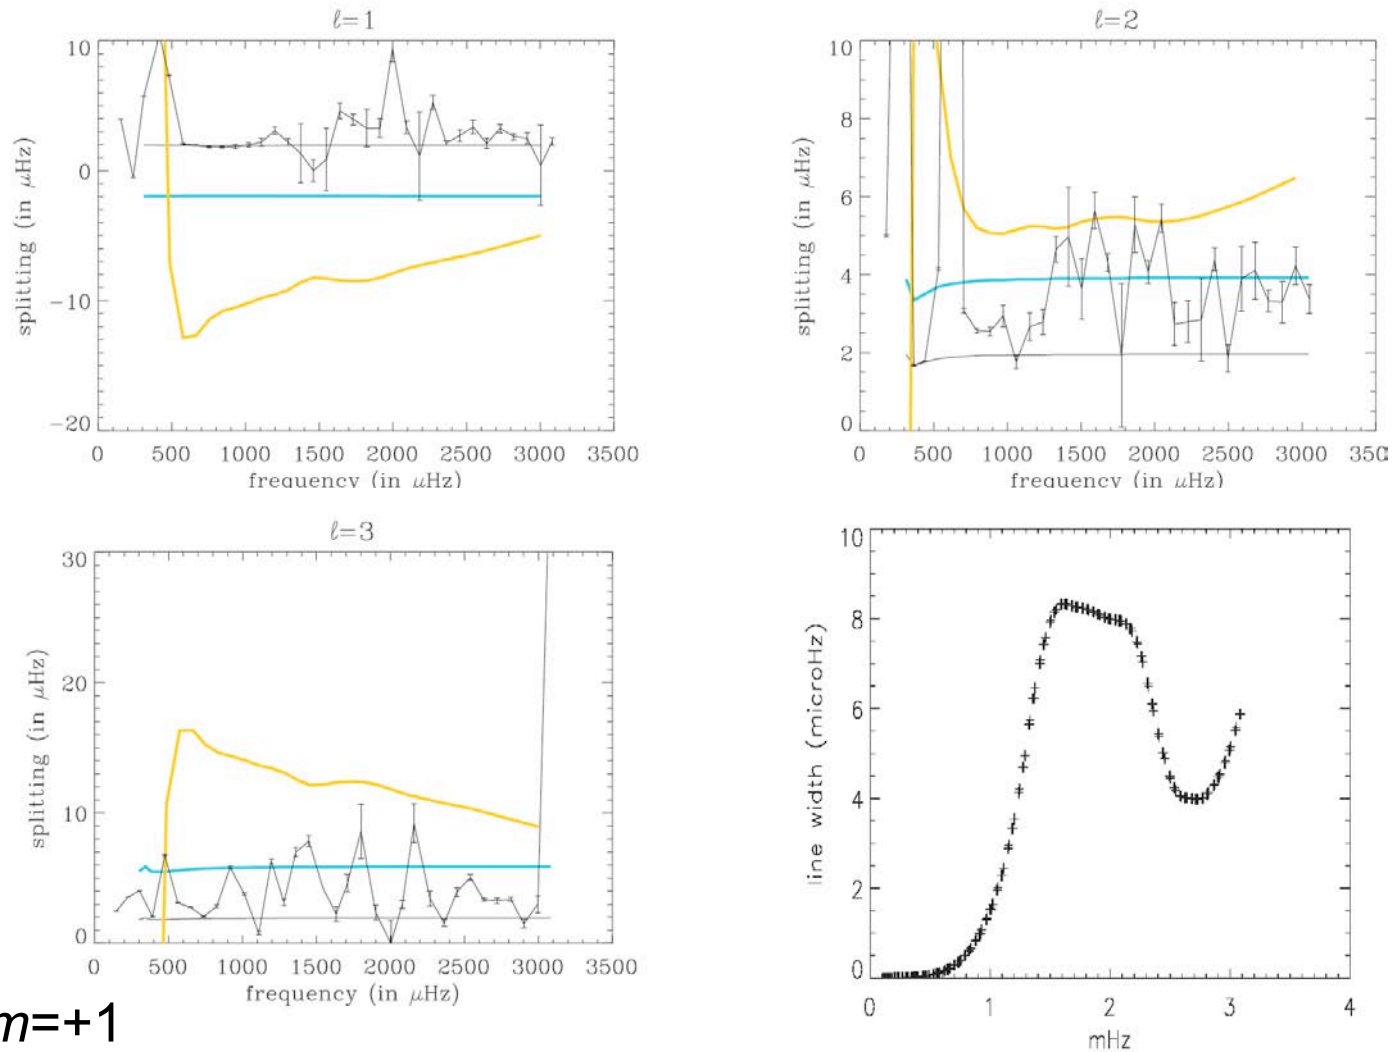 ℓ=1
10
0
−10
−20
splitting (in μHz)
0 500 1000 1500 2000 2500 3000 3500
frequency (in μHz)
ℓ=2
10
8
6
4
2
0
splitting (in μHz)
0 500 1000 1500 2000 2500 3000 350
frequency (in μHz)
ℓ=3
30
20
10
0
splitting (in μHz)
0 500 1000 1500 2000 2500 3000 3500
frequency (in μHz)
m=+1
10
8
6
4
2
0
line width (microHz)
0 1 2 3 4
mHz